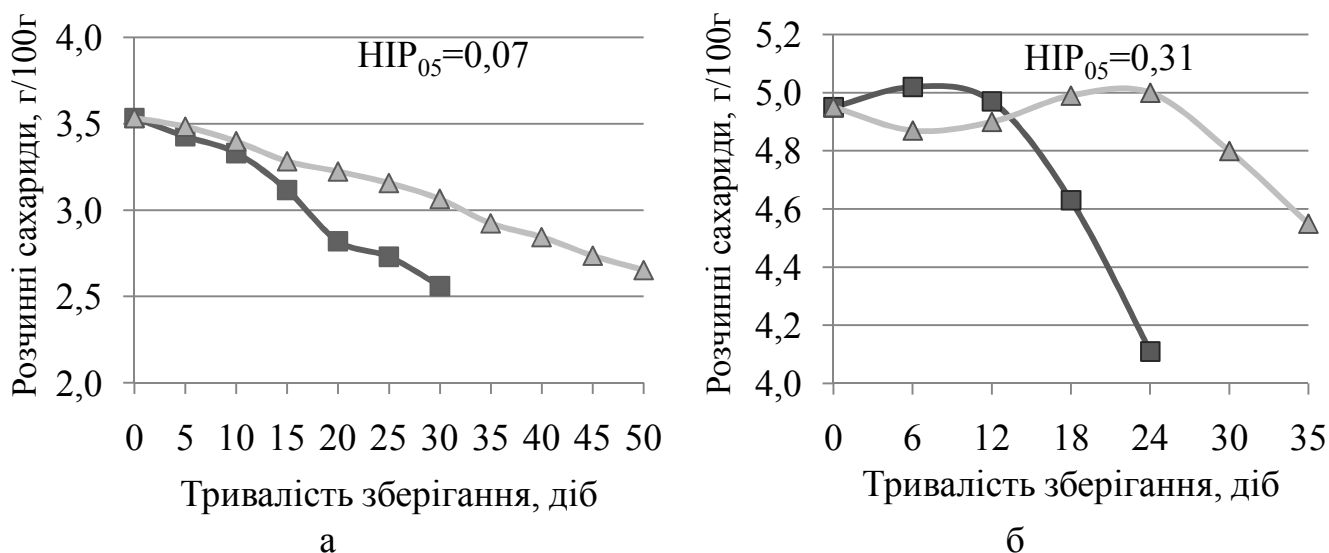 Розчинні сахариди, г/100г
4,0
3,5
3,0
2,5
2,0
НІР05=0,07
0 5 10 15 20 25 30 35 40 45 50
Тривалість зберігання, діб
а
Розчинні сахариди, г/100г
5,2
5,0
4,8
4,6
4,4
4,2
4,0
НІР05=0,31
0 6 12 18 24 30 35
Тривалість зберігання, діб
б